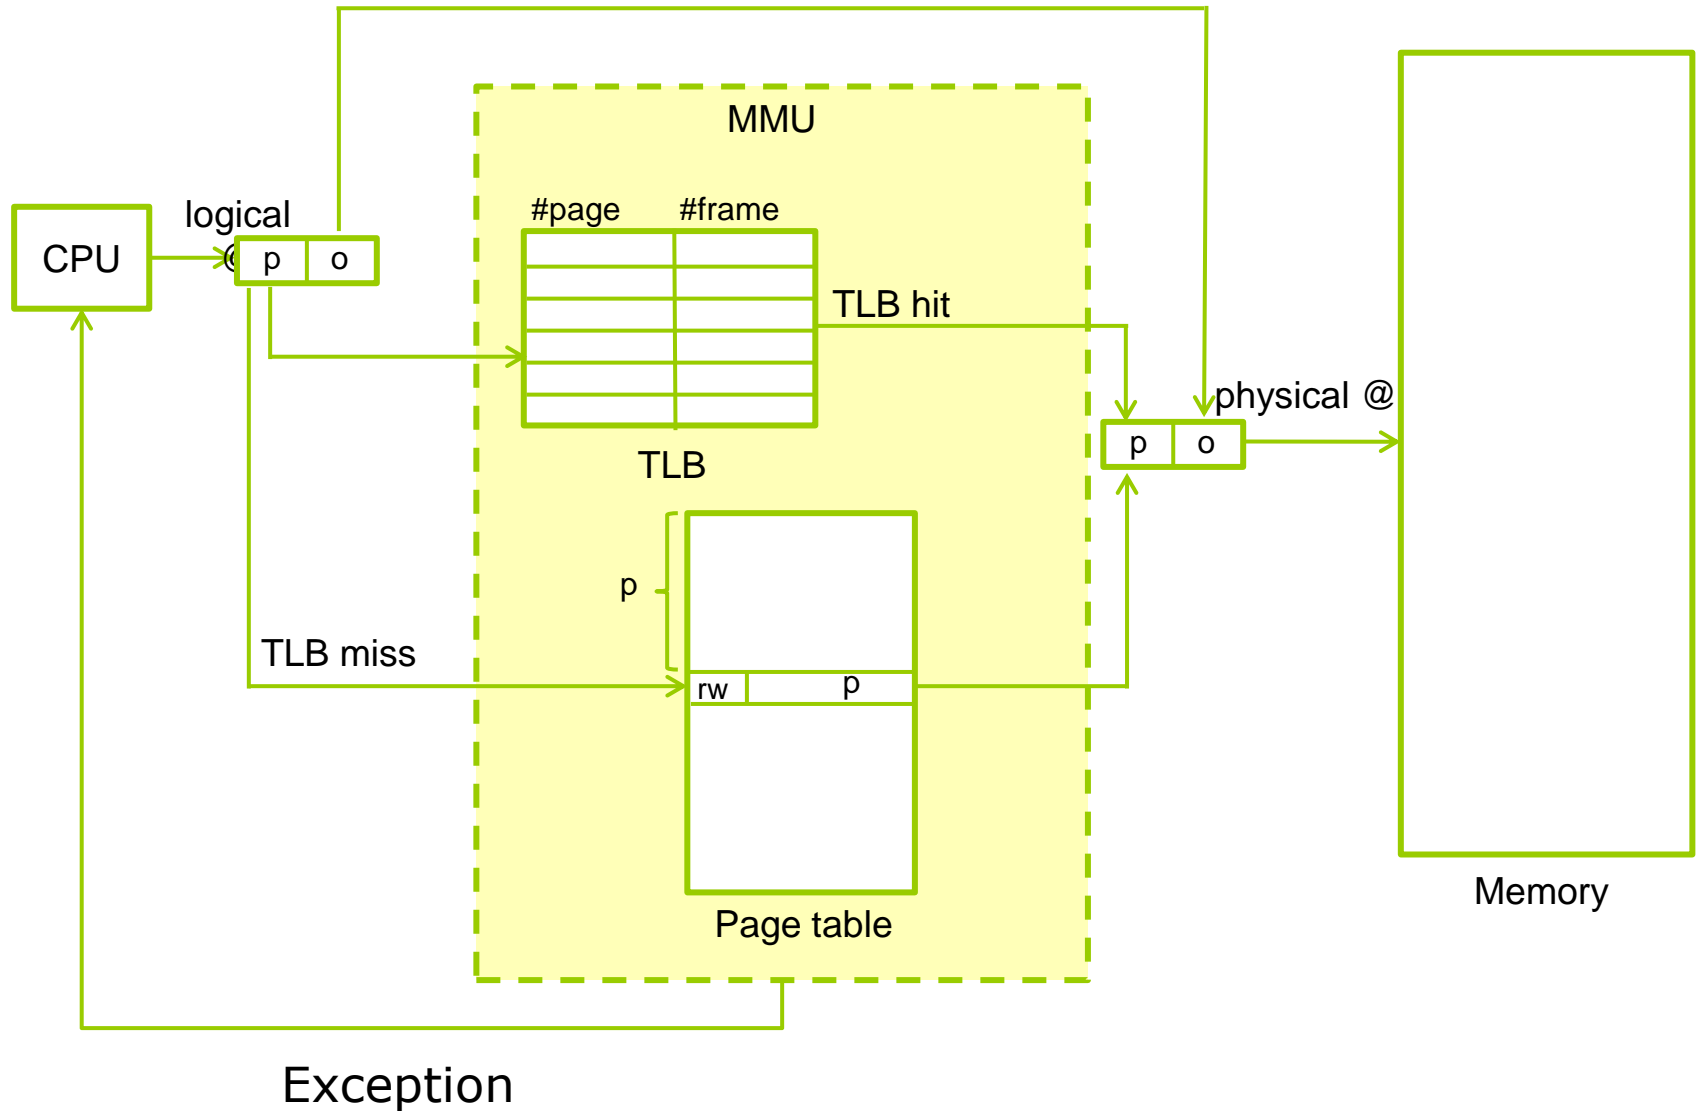 MMU
logical
@
#page #frame
CPU
p o
TLB hit
physical @
p o
TLB
p
TLB miss
rw p
Memory
Page table
Exception